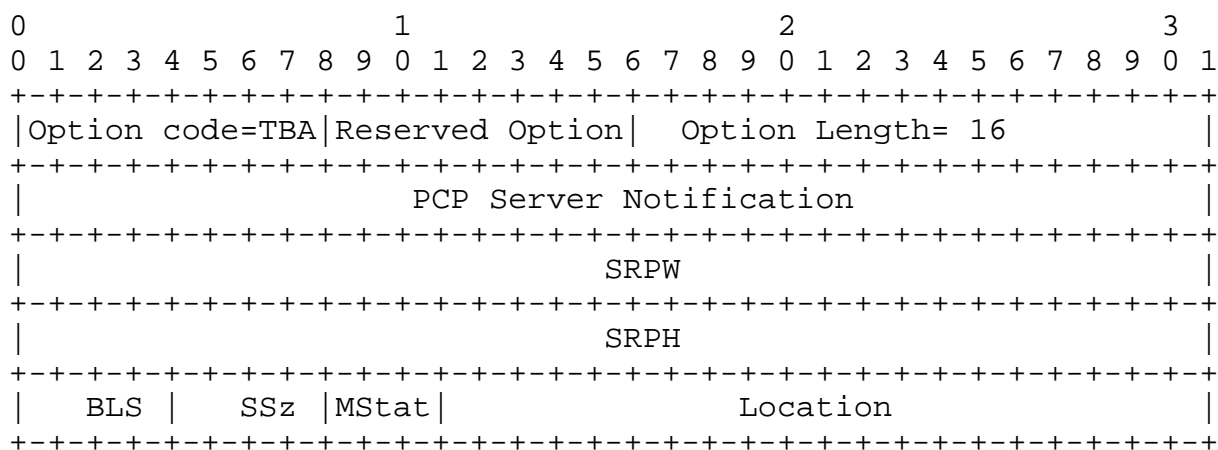 0                   1                   2                   3
0 1 2 3 4 5 6 7 8 9 0 1 2 3 4 5 6 7 8 9 0 1 2 3 4 5 6 7 8 9 0 1
+-+-+-+-+-+-+-+-+-+-+-+-+-+-+-+-+-+-+-+-+-+-+-+-+-+-+-+-+-+-+-+
|Option code=TBA|Reserved Option|  Option Length= 16          |
+-+-+-+-+-+-+-+-+-+-+-+-+-+-+-+-+-+-+-+-+-+-+-+-+-+-+-+-+-+-+-+
|                    PCP Server Notification                  |
+-+-+-+-+-+-+-+-+-+-+-+-+-+-+-+-+-+-+-+-+-+-+-+-+-+-+-+-+-+-+-+
|                              SRPW                           |
+-+-+-+-+-+-+-+-+-+-+-+-+-+-+-+-+-+-+-+-+-+-+-+-+-+-+-+-+-+-+-+
|                              SRPH                           |
+-+-+-+-+-+-+-+-+-+-+-+-+-+-+-+-+-+-+-+-+-+-+-+-+-+-+-+-+-+-+-+
|   BLS |   SSz |MStat|               Location                |
+-+-+-+-+-+-+-+-+-+-+-+-+-+-+-+-+-+-+-+-+-+-+-+-+-+-+-+-+-+-+-+